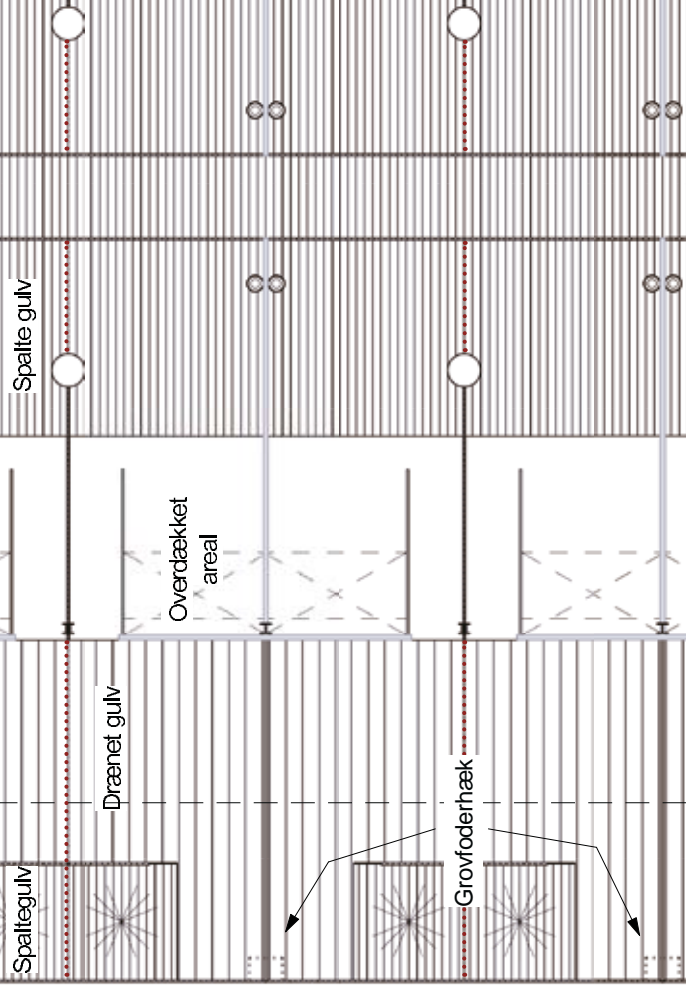 Spalte gulv
Overdækket
areal
Drænet gulv
Grovfoderhæk
Spaltegulv